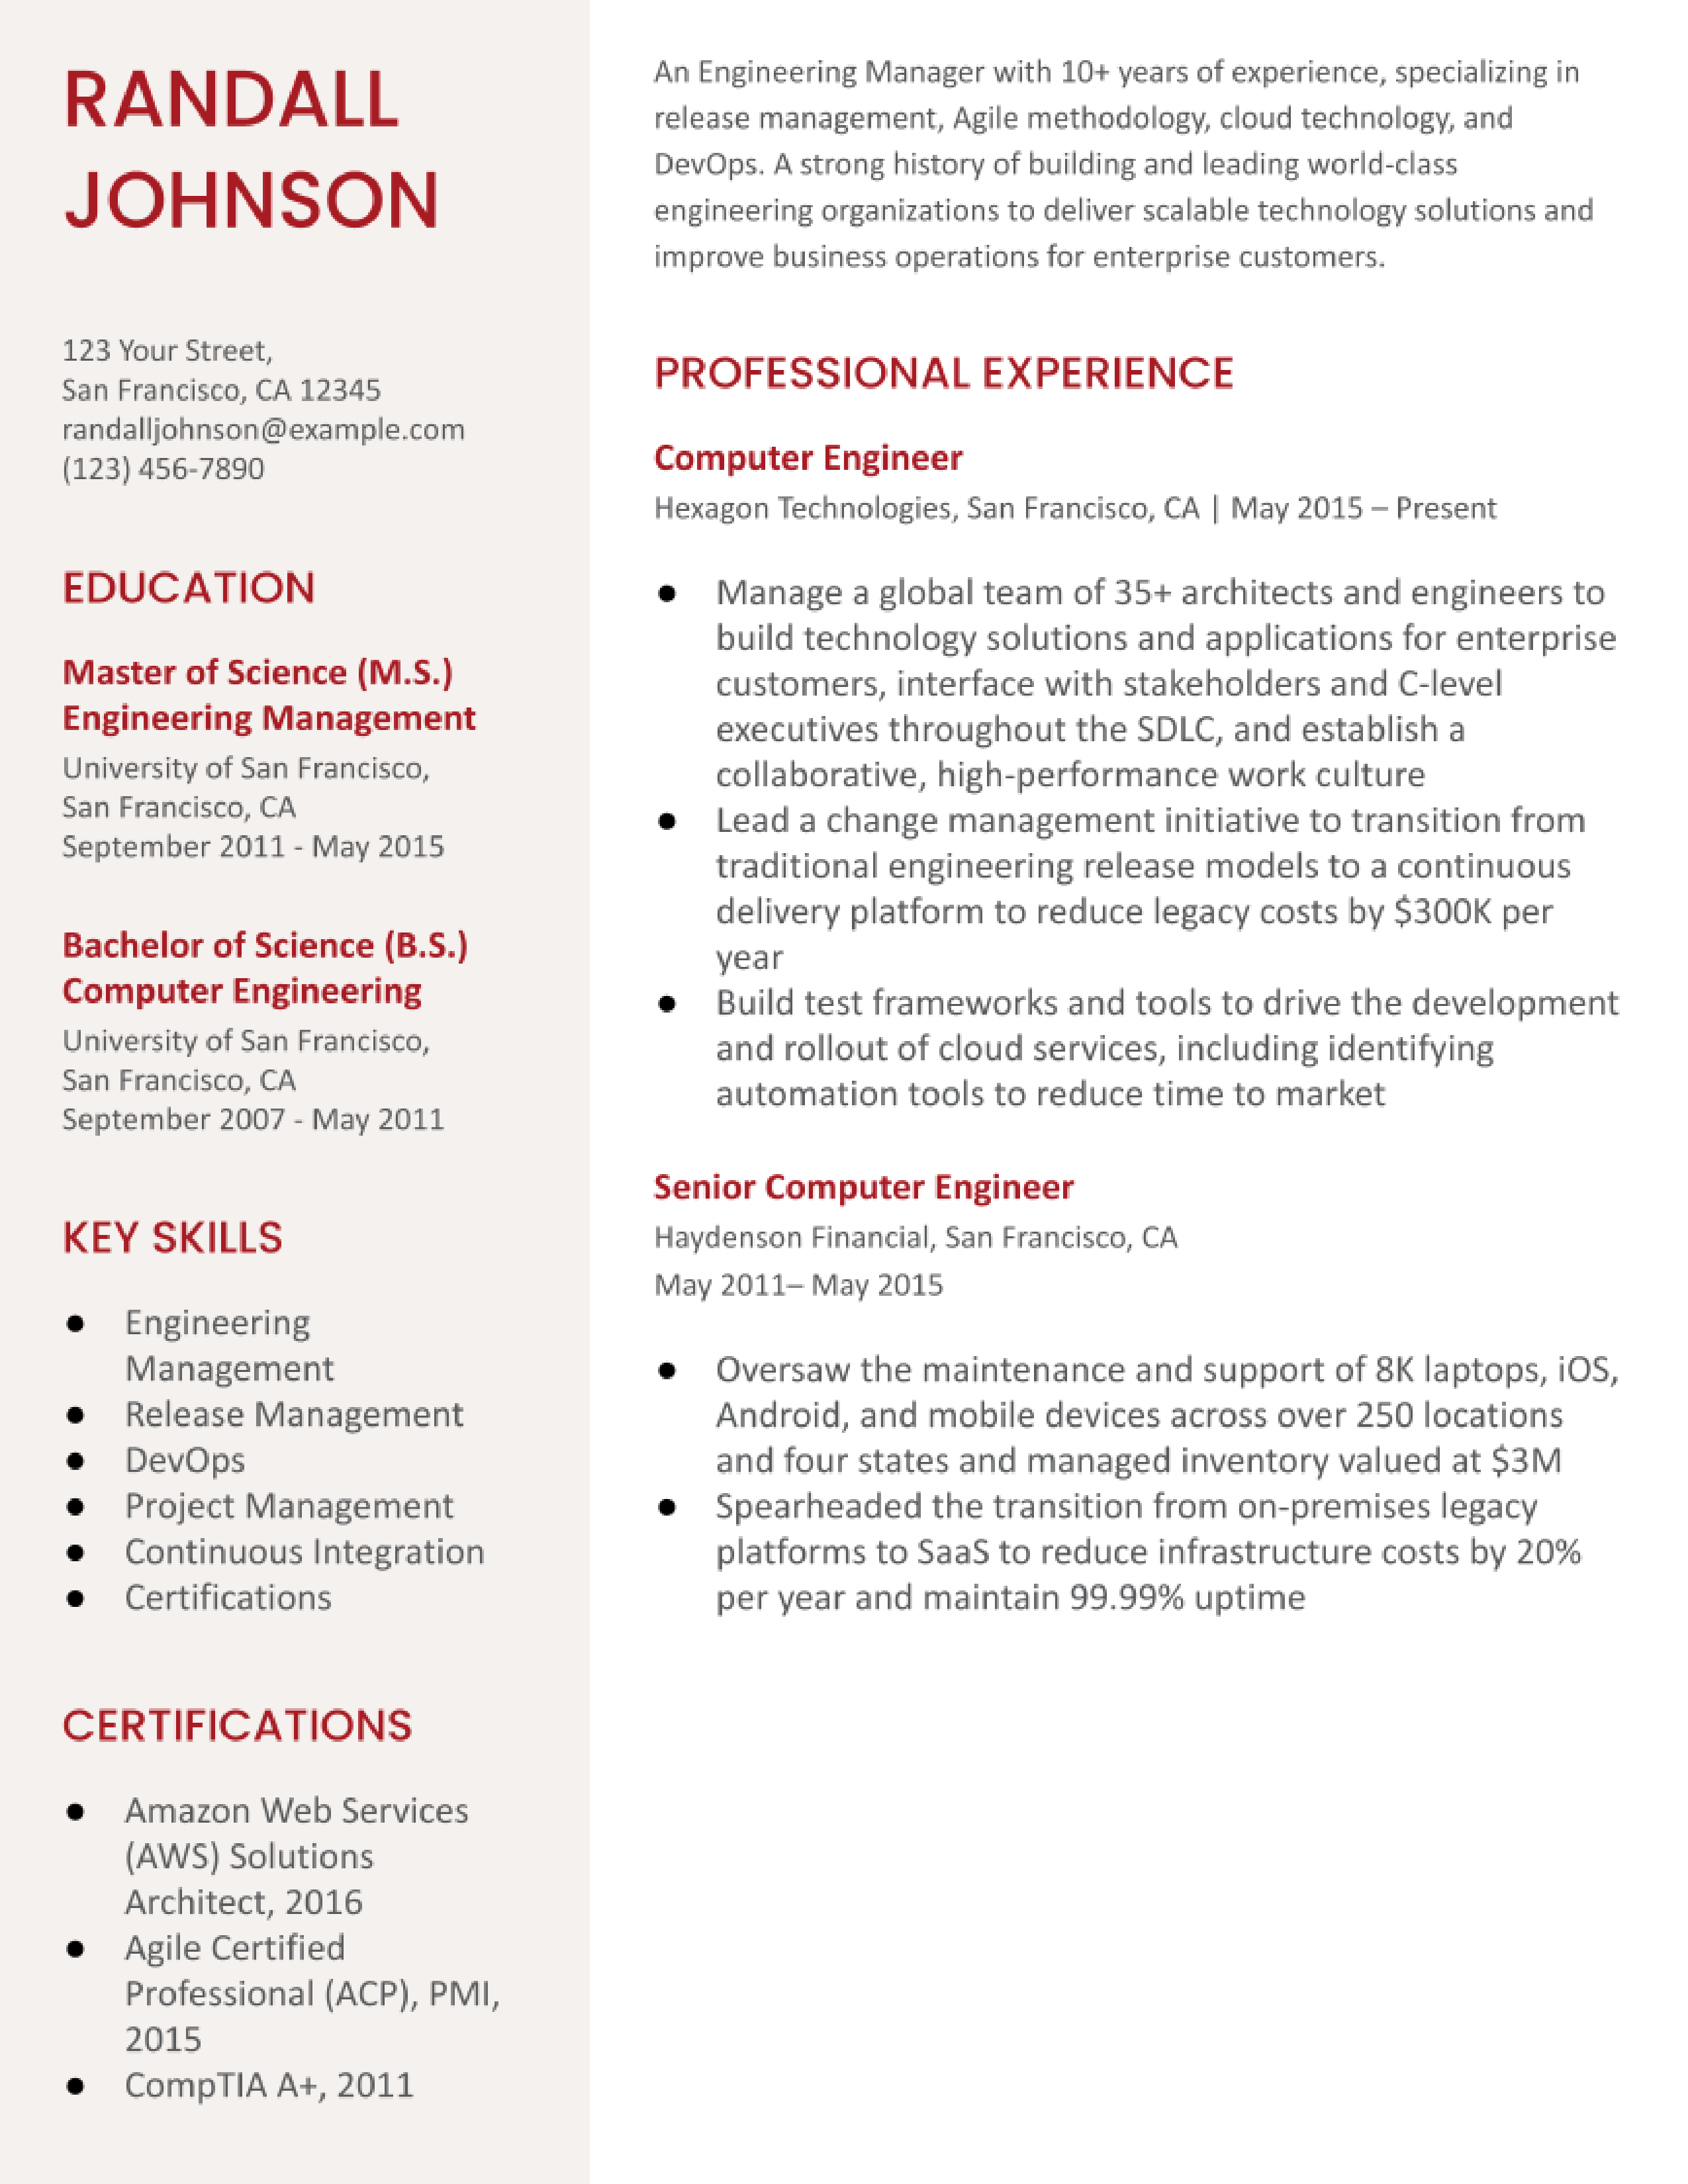 RANDALL
JOHNSON
123 Your Street,
San Francisco, CA 12345
randalljohnson@example.com
(123) 456-7890
EDUCATION
Master of Science (M.S.)
Engineering Management
University of San Francisco,
San Francisco, CA
September 2011 - May 2015
Bachelor of Science (B.S.)
Computer Engineering
University of San Francisco,
San Francisco, CA
September 2007 - May 2011
KEY SKILLS
● Engineering
Management
● Release Management
● DevOps
● Project Management
● Continuous Integration
● Certifications
CERTIFICATIONS
● Amazon Web Services
(AWS) Solutions
Architect, 2016
● Agile Certified
Professional (ACP), PMI,
2015
● CompTIA A+, 2011
An Engineering Manager with 10+ years of experience, specializing in
release management, Agile methodology, cloud technology, and
DevOps. A strong history of building and leading world-class
engineering organizations to deliver scalable technology solutions and
improve business operations for enterprise customers.
PROFESSIONAL EXPERIENCE
Computer Engineer
Hexagon Technologies, San Francisco, CA | May 2015 – Present
● Manage a global team of 35+ architects and engineers to
build technology solutions and applications for enterprise
customers, interface with stakeholders and C-level
executives throughout the SDLC, and establish a
collaborative, high-performance work culture
● Lead a change management initiative to transition from
traditional engineering release models to a continuous
delivery platform to reduce legacy costs by $300K per
year
● Build test frameworks and tools to drive the development
and rollout of cloud services, including identifying
automation tools to reduce time to market
Senior Computer Engineer
Haydenson Financial, San Francisco, CA
May 2011– May 2015
● Oversaw the maintenance and support of 8K laptops, iOS,
Android, and mobile devices across over 250 locations
and four states and managed inventory valued at $3M
● Spearheaded the transition from on-premises legacy
platforms to SaaS to reduce infrastructure costs by 20%
per year and maintain 99.99% uptime